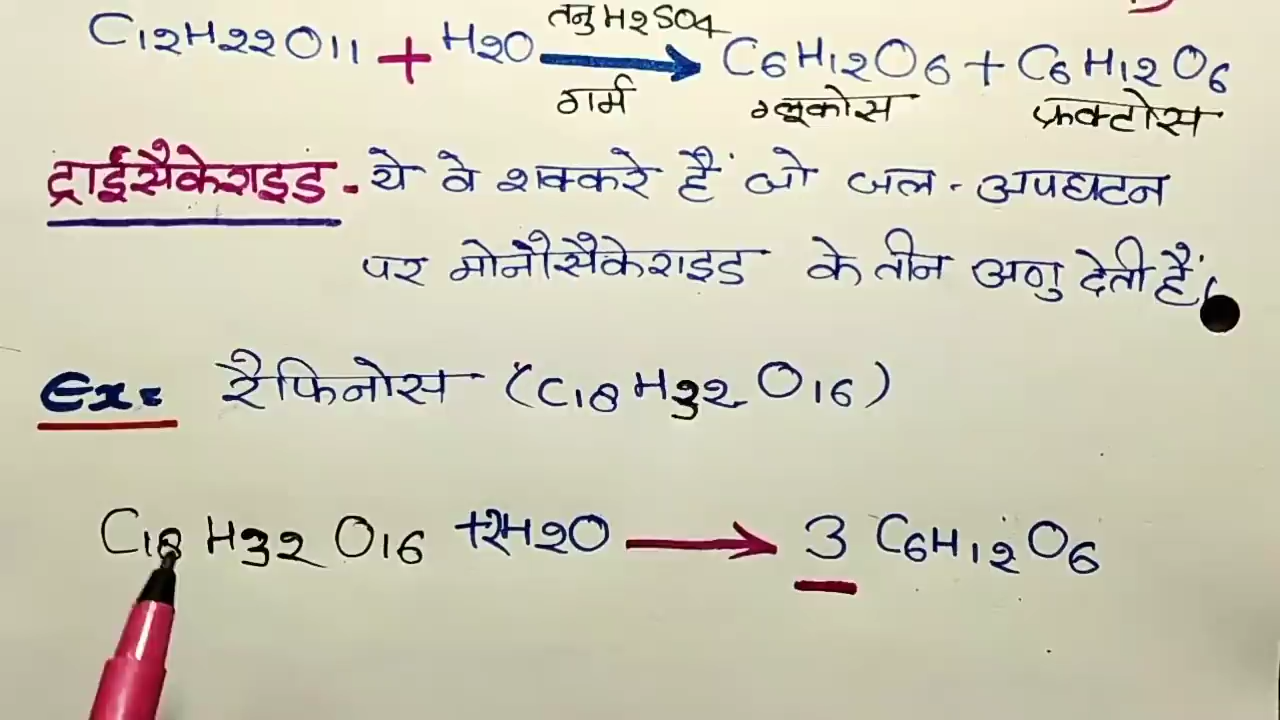 तनु H2SO4
C12H22O11 + H2O → C6H12O6 + C6H12O6
गर्म ग्लूकोस फ्रक्टोस
ट्राईसैकेराइड - ये वे शक्करे हैं जो जल - अपघटन
पर मोनौसैकेराइड के तीन अनु देती हैं।
Ex= रैफिनोस (C18H32O16)
C18H32O16 + 2H2O → 3 C6H12O6